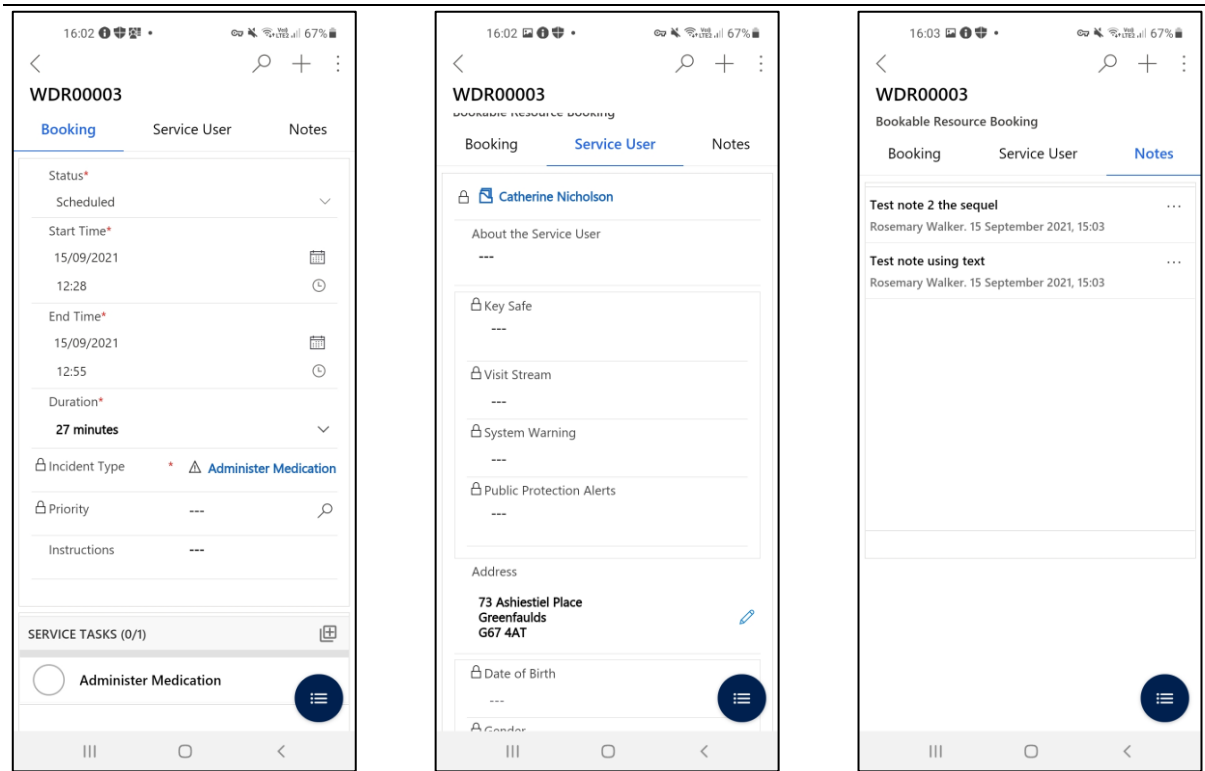 16:02
67%
WDR00003
Booking Service User Notes
Status*
Scheduled
Start Time*
15/09/2021
12:28
End Time*
15/09/2021
12:55
Duration*
27 minutes
Incident Type * Administer Medication
Priority ---
Instructions ---
SERVICE TASKS (0/1)
Administer Medication
16:02
67%
WDR00003
Bookable Resource Booking
Booking Service User Notes
Catherine Nicholson
About the Service User
---
Key Safe
---
Visit Stream
---
System Warning
---
Public Protection Alerts
---
Address
73 Ashiestiel Place
Greenfaulds
G67 4AT
Date of Birth
---
Gender
16:03
67%
WDR00003
Bookable Resource Booking
Booking Service User Notes
Test note 2 the sequel
Rosemary Walker. 15 September 2021, 15:03
Test note using text
Rosemary Walker. 15 September 2021, 15:03